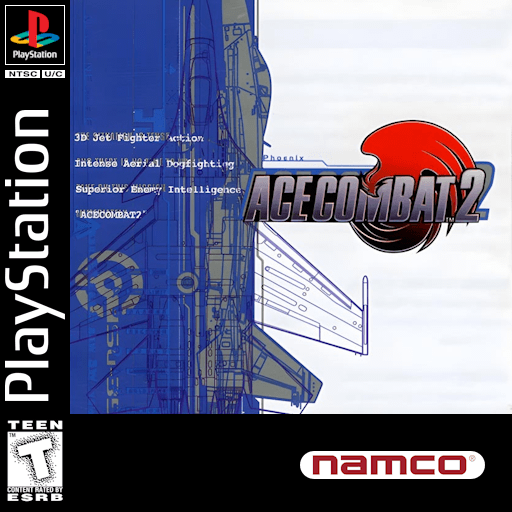 PlayStation
NTSC U/C
PlayStation
3D Jet Fighter action
Intense Aerial Dogfighting
Superior Enemy Intelligence
"ACECOMBAT2"
Phoenix
ACE COMBAT 2
TM
TEEN
T
CONTENT RATED BY
ESRB
namco®